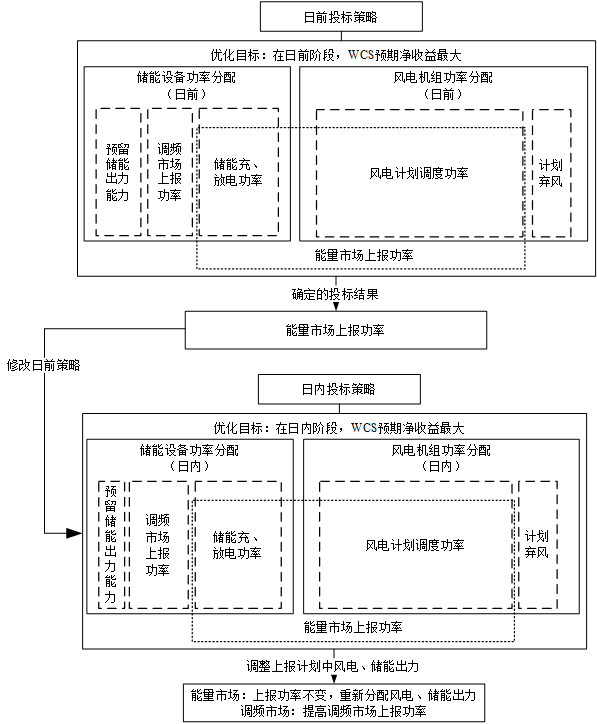 日前投标策略
优化目标：在日前阶段，WCS预期净收益最大
储能设备功率分配
（日前）
预留
储能
出力
能力
调频
市场
上报
功率
储能充、
放电功率
风电机组功率分配
（日前）
风电计划调度功率
计划
弃风
能量市场上报功率
确定的投标结果
能量市场上报功率
修改日前策略
日内投标策略
优化目标：在日内阶段，WCS预期净收益最大
储能设备功率分配
（日内）
预
留
储
能
出
力
能
力
调频
市场
上报
功率
储能充、
放电功率
风电机组功率分配
（日内）
风电计划调度功率
计划
弃风
能量市场上报功率
调整上报计划中风电、储能出力
能量市场：上报功率不变，重新分配风电、储能出力
调频市场：提高调频市场上报功率